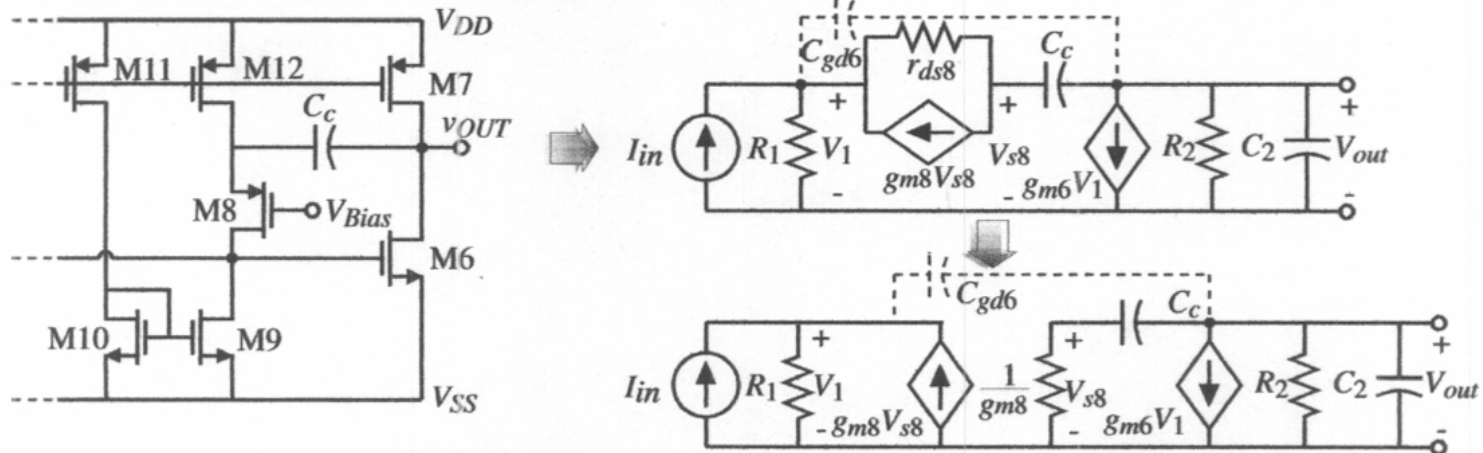 V_DD
M11
M12
M7
C_c
v_OUT
M8
V_Bias
M6
M10
M9
V_SS
C_gd6
r_ds8
C_c
I_in
R_1
+
V_1
-
g_m8V_s8
+
V_s8
-
g_m6V_1
R_2
C_2
+
V_out
-
C_gd6
C_c
I_in
R_1
+
V_1
-
g_m8V_s8
1
g_m8
+
V_s8
-
g_m6V_1
R_2
C_2
+
V_out
-